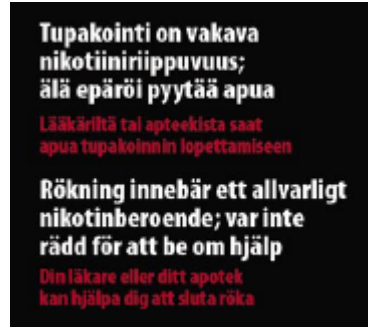 Tupakointi on vakava
nikotiiniriippuvuus;
älä epäröi pyytää apua
Lääkäriltä tai apteekista saat
apua tupakoinnin lopettamiseen
Rökning innebär ett allvarligt
nikotinberoende; var inte
rädd för att be om hjälp
Din läkare eller ditt apotek
kan hjälpa dig att sluta röka